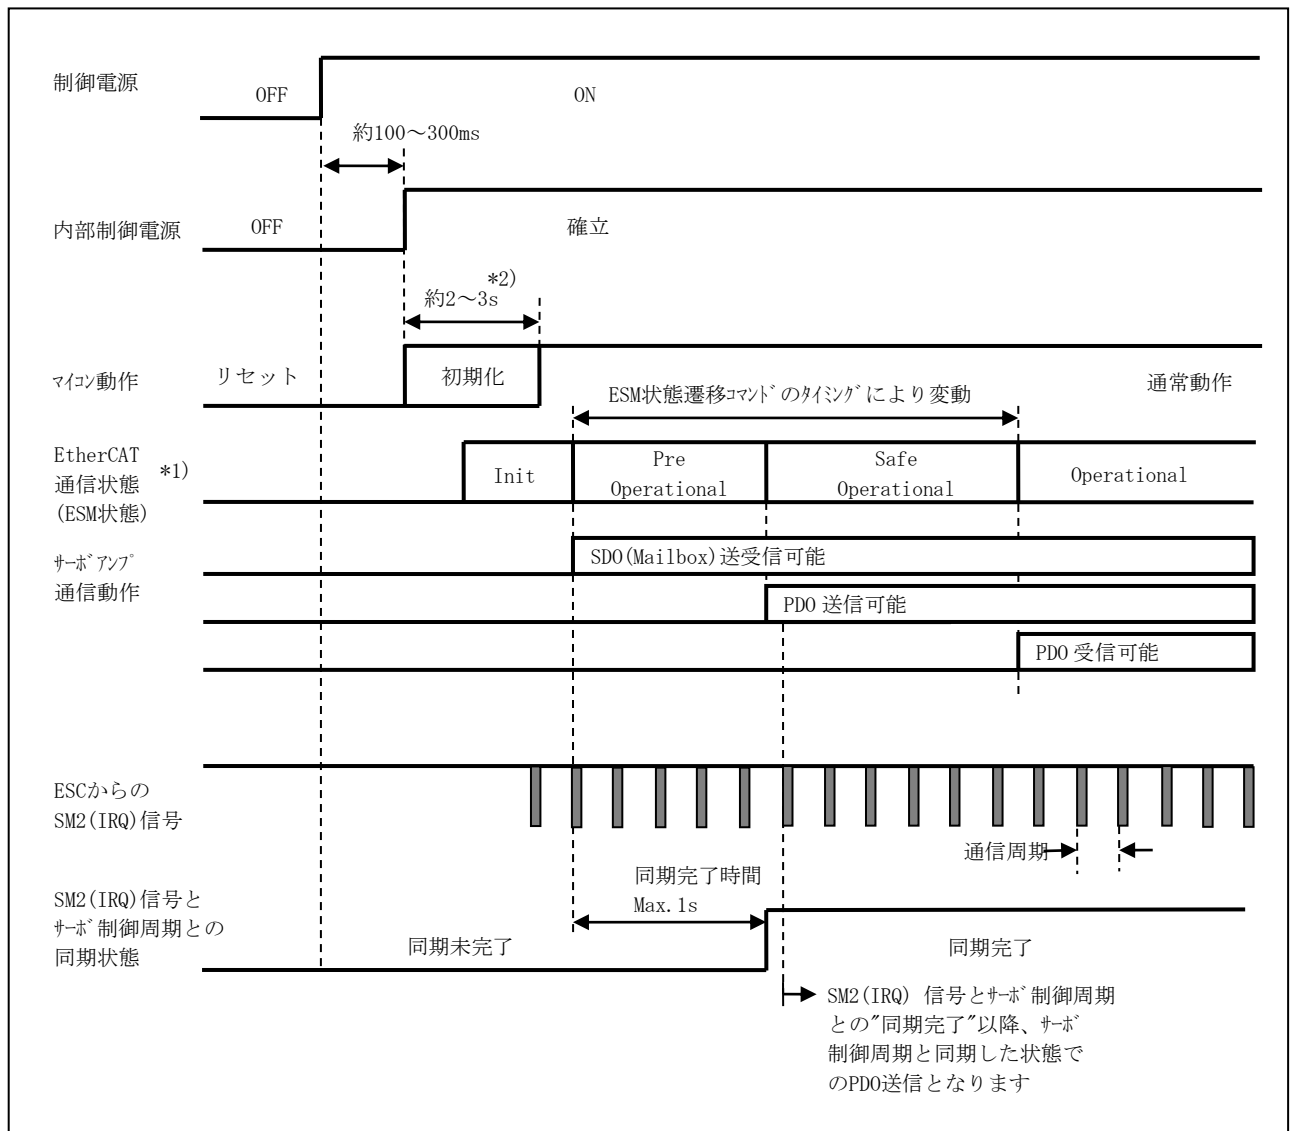 制御電源
OFF
ON
約100～300ms
内部制御電源
OFF
確立
*2)
約2～3s
マイコン動作
リセット
初期化
通常動作
ESM状態遷移コマンドのタイミングにより変動
EtherCAT
通信状態
(ESM状態)
*1)
Init
Pre
Operational
Safe
Operational
Operational
サーボアンプ
通信動作
SDO(Mailbox)送受信可能
PDO 送信可能
PDO 受信可能
ESCからの
SM2(IRQ)信号
通信周期
SM2(IRQ)信号と
サーボ制御周期との
同期状態
同期完了時間
Max.1s
同期未完了
同期完了
SM2(IRQ) 信号とサーボ制御周期
との"同期完了"以降、サーボ
制御周期と同期した状態で
のPDO送信となります